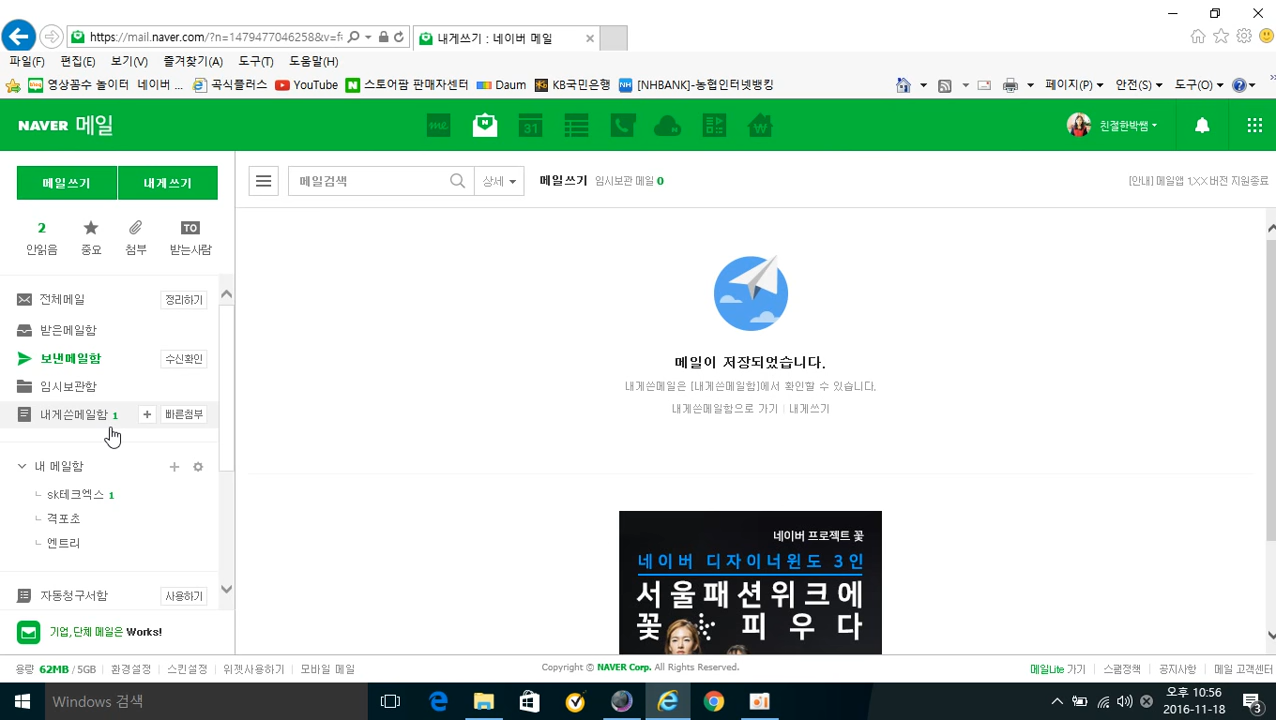 https://mail.naver.com/?n=1479477046258&v=f
내게쓰기 : 네이버 메일
파일(F) 편집(E) 보기(V) 즐겨찾기(A) 도구(T) 도움말(H)
영상꼼수 놀이터 네이버 ... 곡식플러스 YouTube 스토어팜 판매자센터 Daum KB국민은행 [NHBANK]-농협인터넷뱅킹 페이지(P) 안전(S) 도구(O)
NAVER 메일
me 31 W
친절한박쌤
메일쓰기 내게쓰기
메일검색 상세 메일쓰기 임시보관 메일 0
[안내] 메일앱 1.X.X 버전 지원종료
2 TO
안읽음 중요 첨부 받는사람
전체메일 정리하기
받은메일함
보낸메일함 수신확인
임시보관함
내게쓴메일함 1 + 빠른첨부
내 메일함 +
sk테크엑스 1
격포초
엔트리
자동청구서함 사용하기
기업,단체 메일은 Works!
메일이 저장되었습니다.
내게쓴메일은 [내게쓴메일함]에서 확인할 수 있습니다.
내게쓴메일함으로 가기 | 내게쓰기
네이버 프로젝트 꽃
네이버 디자이너윈도 3인
서울패션위크에
꽃 피우다
용량 62MB / 5GB 환경설정 스킨설정 위젯사용하기 모바일 메일
Copyright © NAVER Corp. All Rights Reserved.
메일Lite 가기 스팸정책 공지사항 메일 고객센터
Windows 검색
오후 10:56
2016-11-18
3